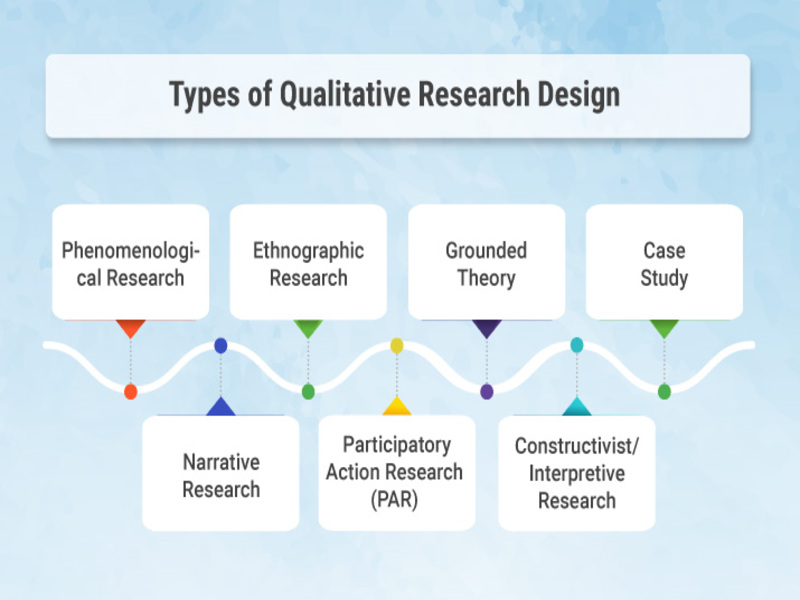 Types of Qualitative Research Design
Phenomenologi-
cal Research
Ethnographic
Research
Grounded
Theory
Case
Study
Narrative
Research
Participatory
Action Research
(PAR)
Constructivist/
Interpretive
Research